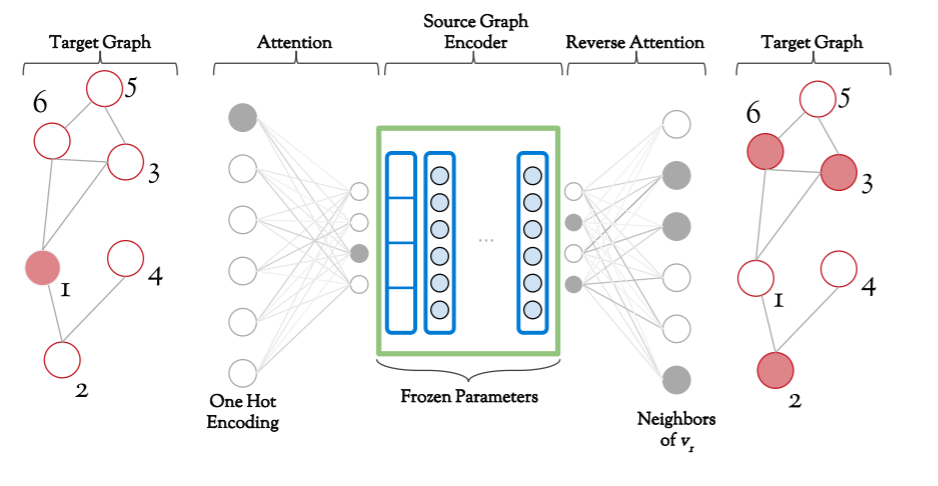 Target Graph
Attention
Source Graph
Encoder
Reverse Attention
Target Graph
5
6
3
1
4
2
...
One Hot
Encoding
Frozen Parameters
Neighbors
of v₁
5
6
3
1
4
2